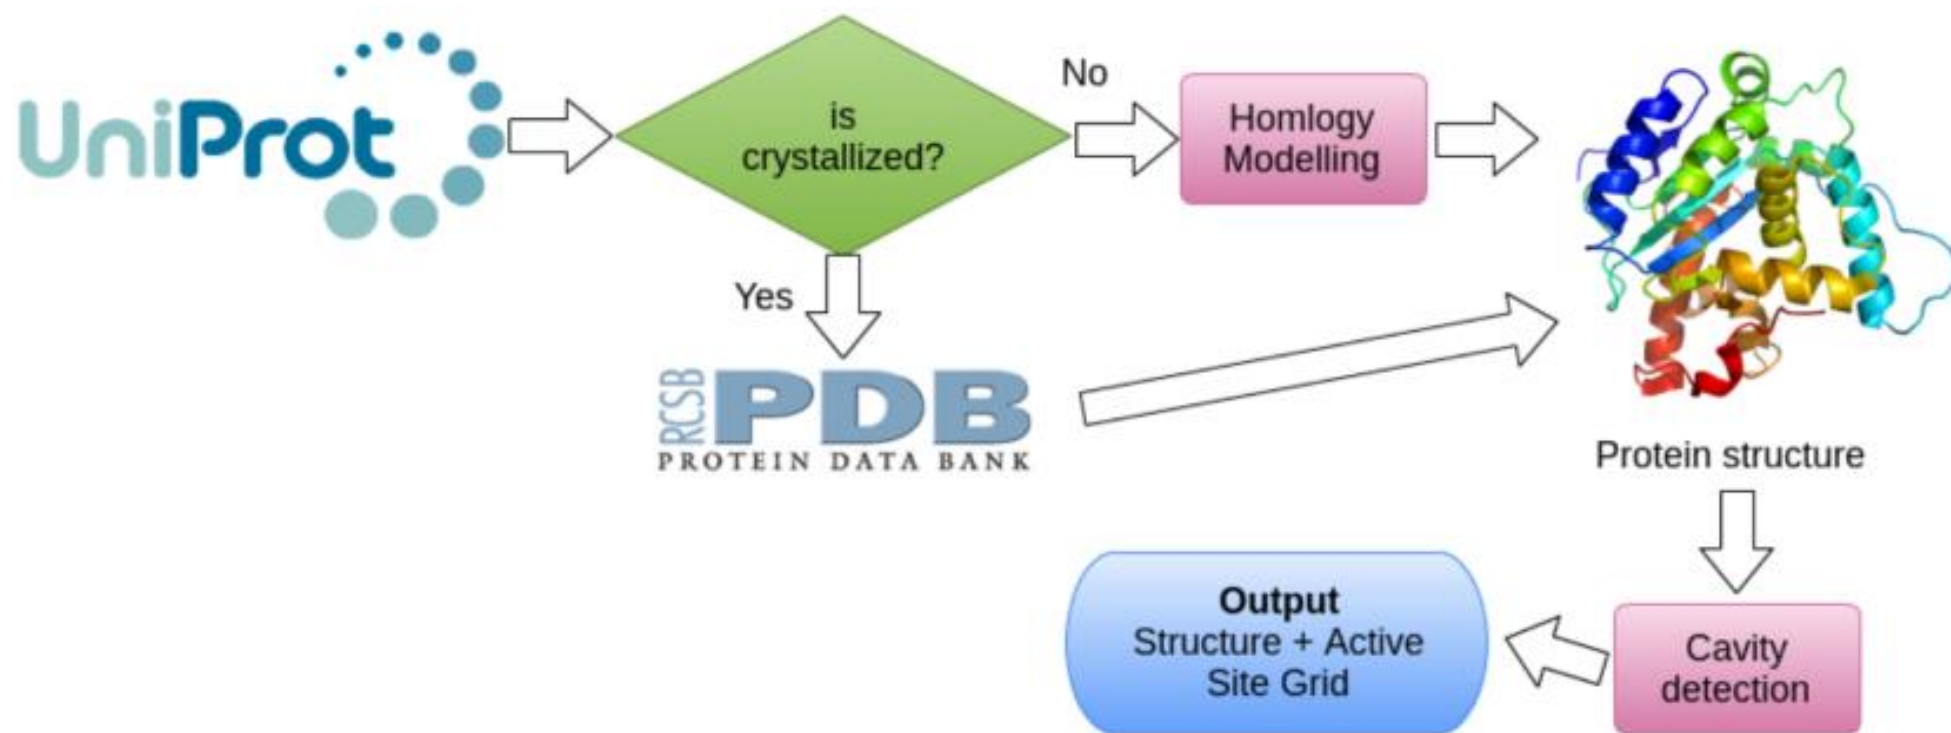 UniProt
is
crystallized?
No
Homlogy
Modelling
Yes
RCSB
PDB
PROTEIN DATA BANK
Protein structure
Output
Structure + Active
Site Grid
Cavity
detection